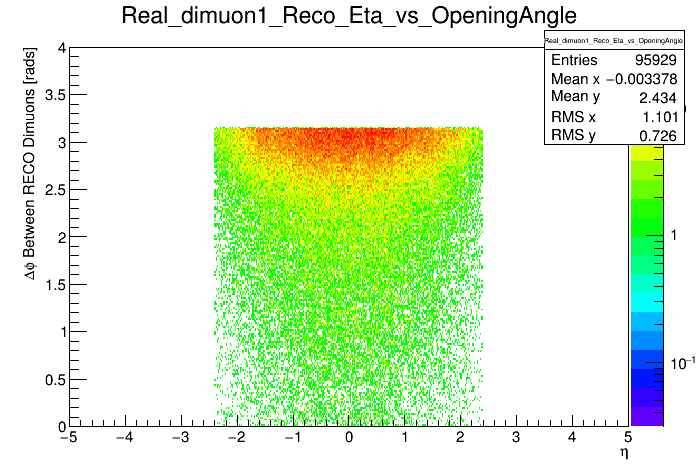 Real_dimuon1_Reco_Eta_vs_OpeningAngle
Real_dimuon1_Reco_Eta_vs_OpeningAngle
Entries 95929
Mean x −0.003378
Mean y 2.434
RMS x 1.101
RMS y 0.726
Δϕ Between RECO Dimuons [rads]
4
3.5
3
2.5
2
1.5
1
0.5
0
−5 −4 −3 −2 −1 0 1 2 3 4 5
η
1
10⁻¹